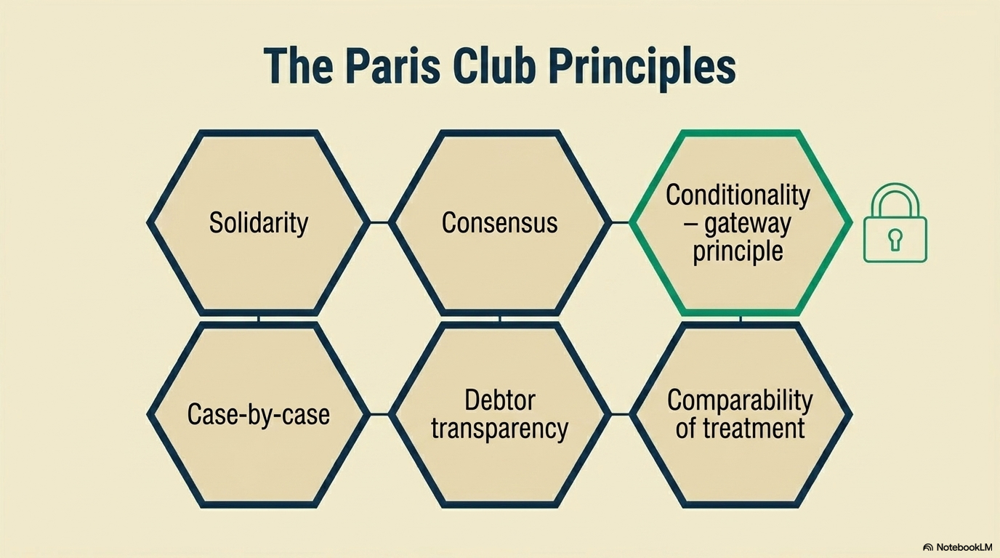 The Paris Club Principles
Solidarity
Consensus
Conditionality
– gateway
principle
Case-by-case
Debtor
transparency
Comparability
of treatment
NotebookLM